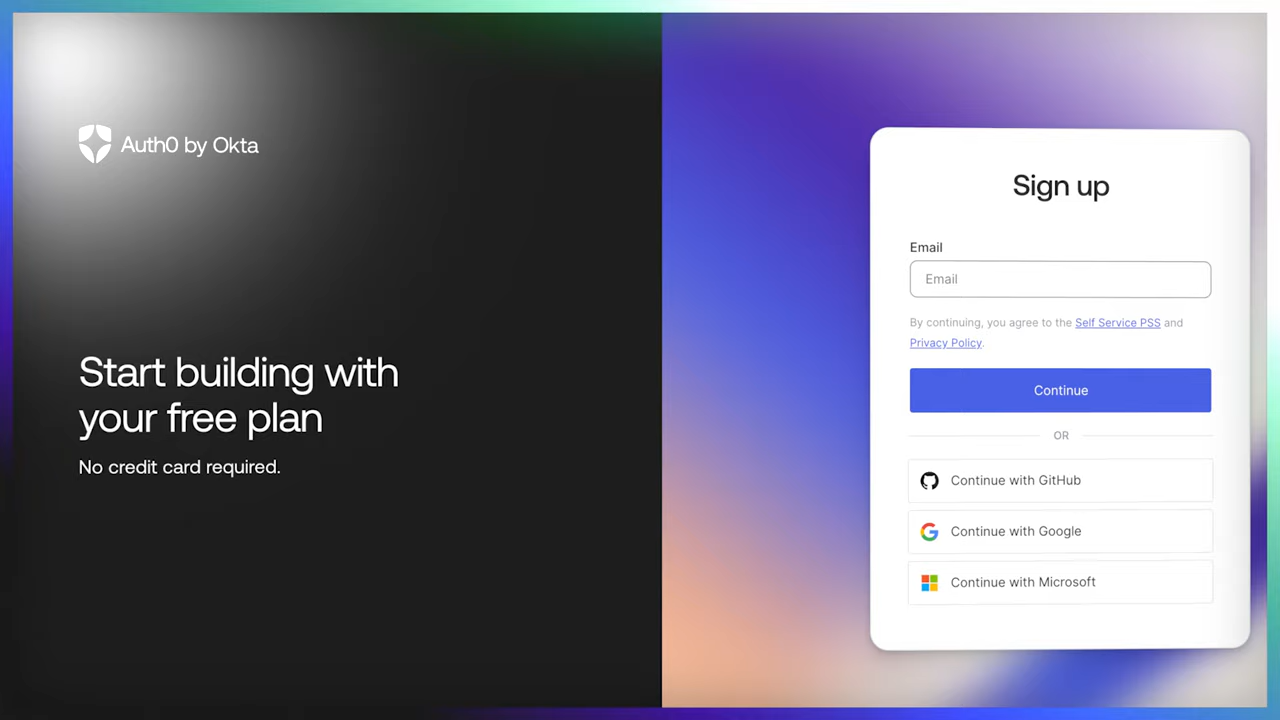 Auth0 by Okta
Start building with
your free plan
No credit card required.
Sign up
Email
Email
By continuing, you agree to the Self Service PSS and
Privacy Policy.
Continue
OR
Continue with GitHub
Continue with Google
Continue with Microsoft